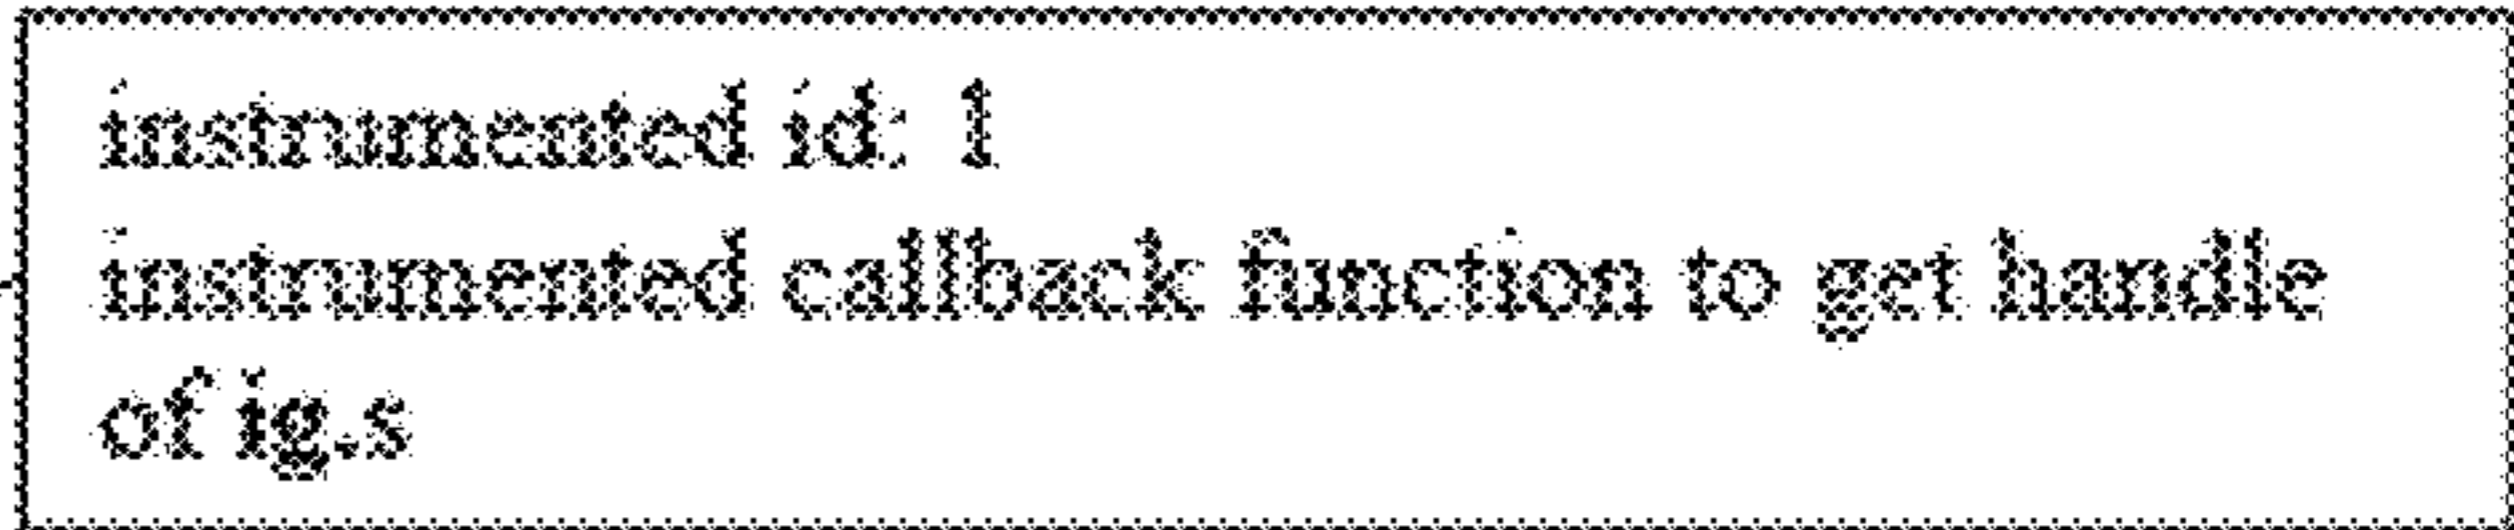 instrumented id: 1
instrumented callback function to get handle
of ig.s